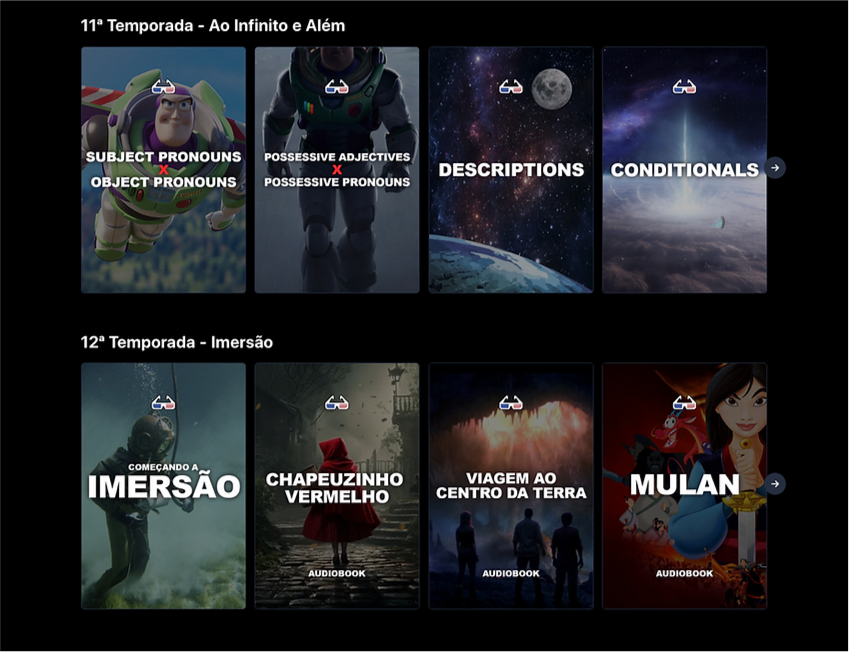 11ª Temporada - Ao Infinito e Além
SUBJECT PRONOUNS
X
OBJECT PRONOUNS
POSSESSIVE ADJECTIVES
X
POSSESSIVE PRONOUNS
DESCRIPTIONS
CONDITIONALS
12ª Temporada - Imersão
COMEÇANDO A
IMERSÃO
CHAPEUZINHO
VERMELHO
AUDIOBOOK
VIAGEM AO
CENTRO DA TERRA
AUDIOBOOK
MULAN
AUDIOBOOK